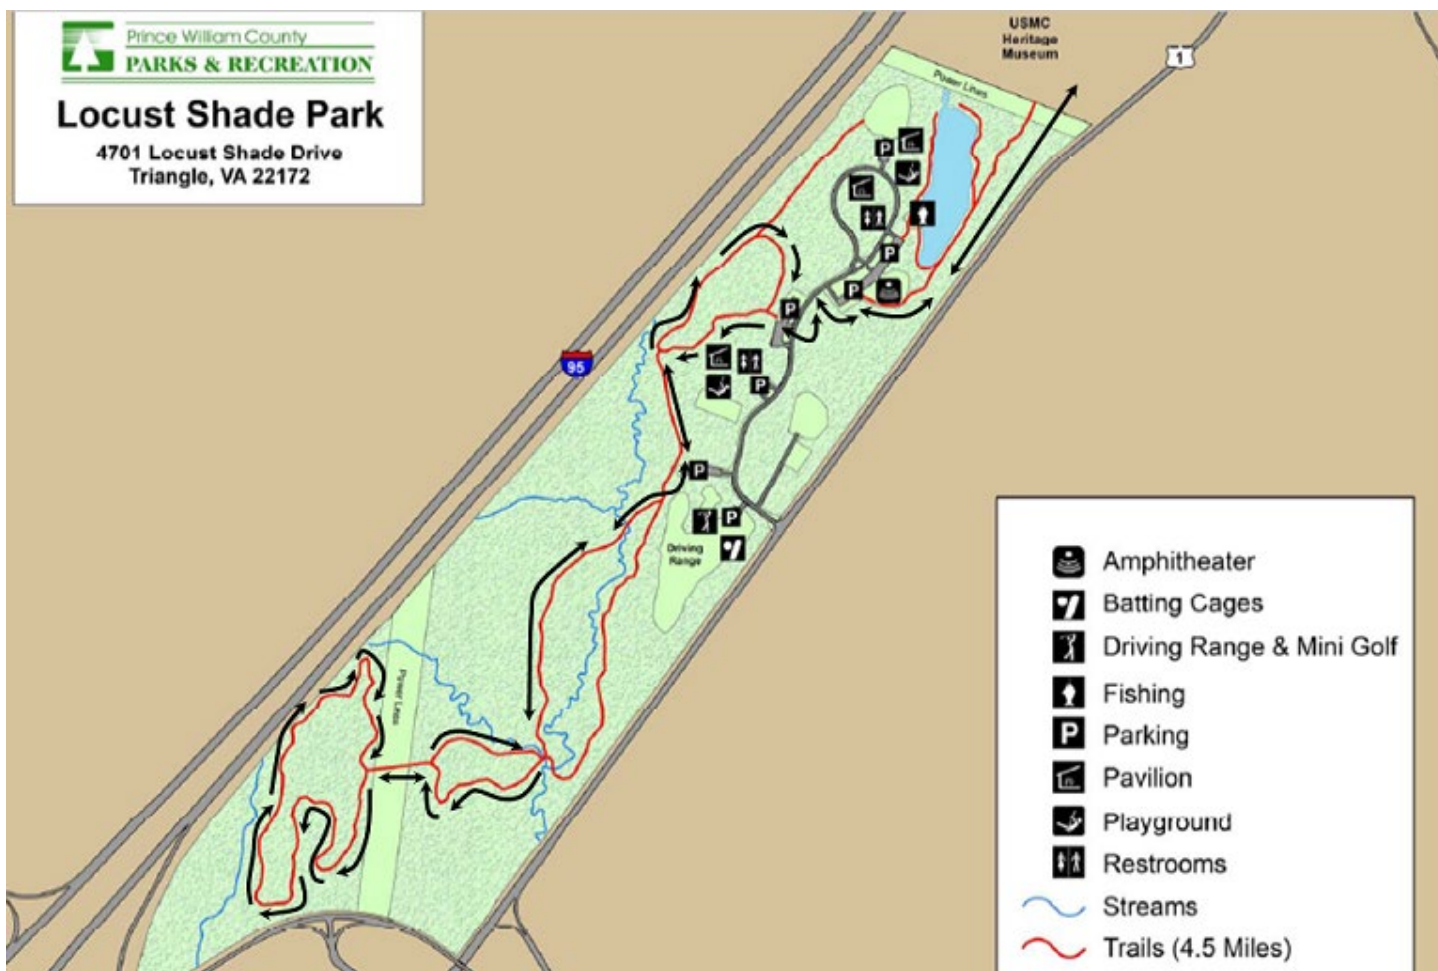 Prince William County
PARKS & RECREATION
Locust Shade Park
4701 Locust Shade Drive
Triangle, VA 22172
USMC
Heritage
Museum
1
Power Lines
P
P
P
P
95
P
P
P
Driving
Range
Power Lines
Amphitheater
Batting Cages
Driving Range & Mini Golf
Fishing
P Parking
Pavilion
Playground
Restrooms
Streams
Trails (4.5 Miles)